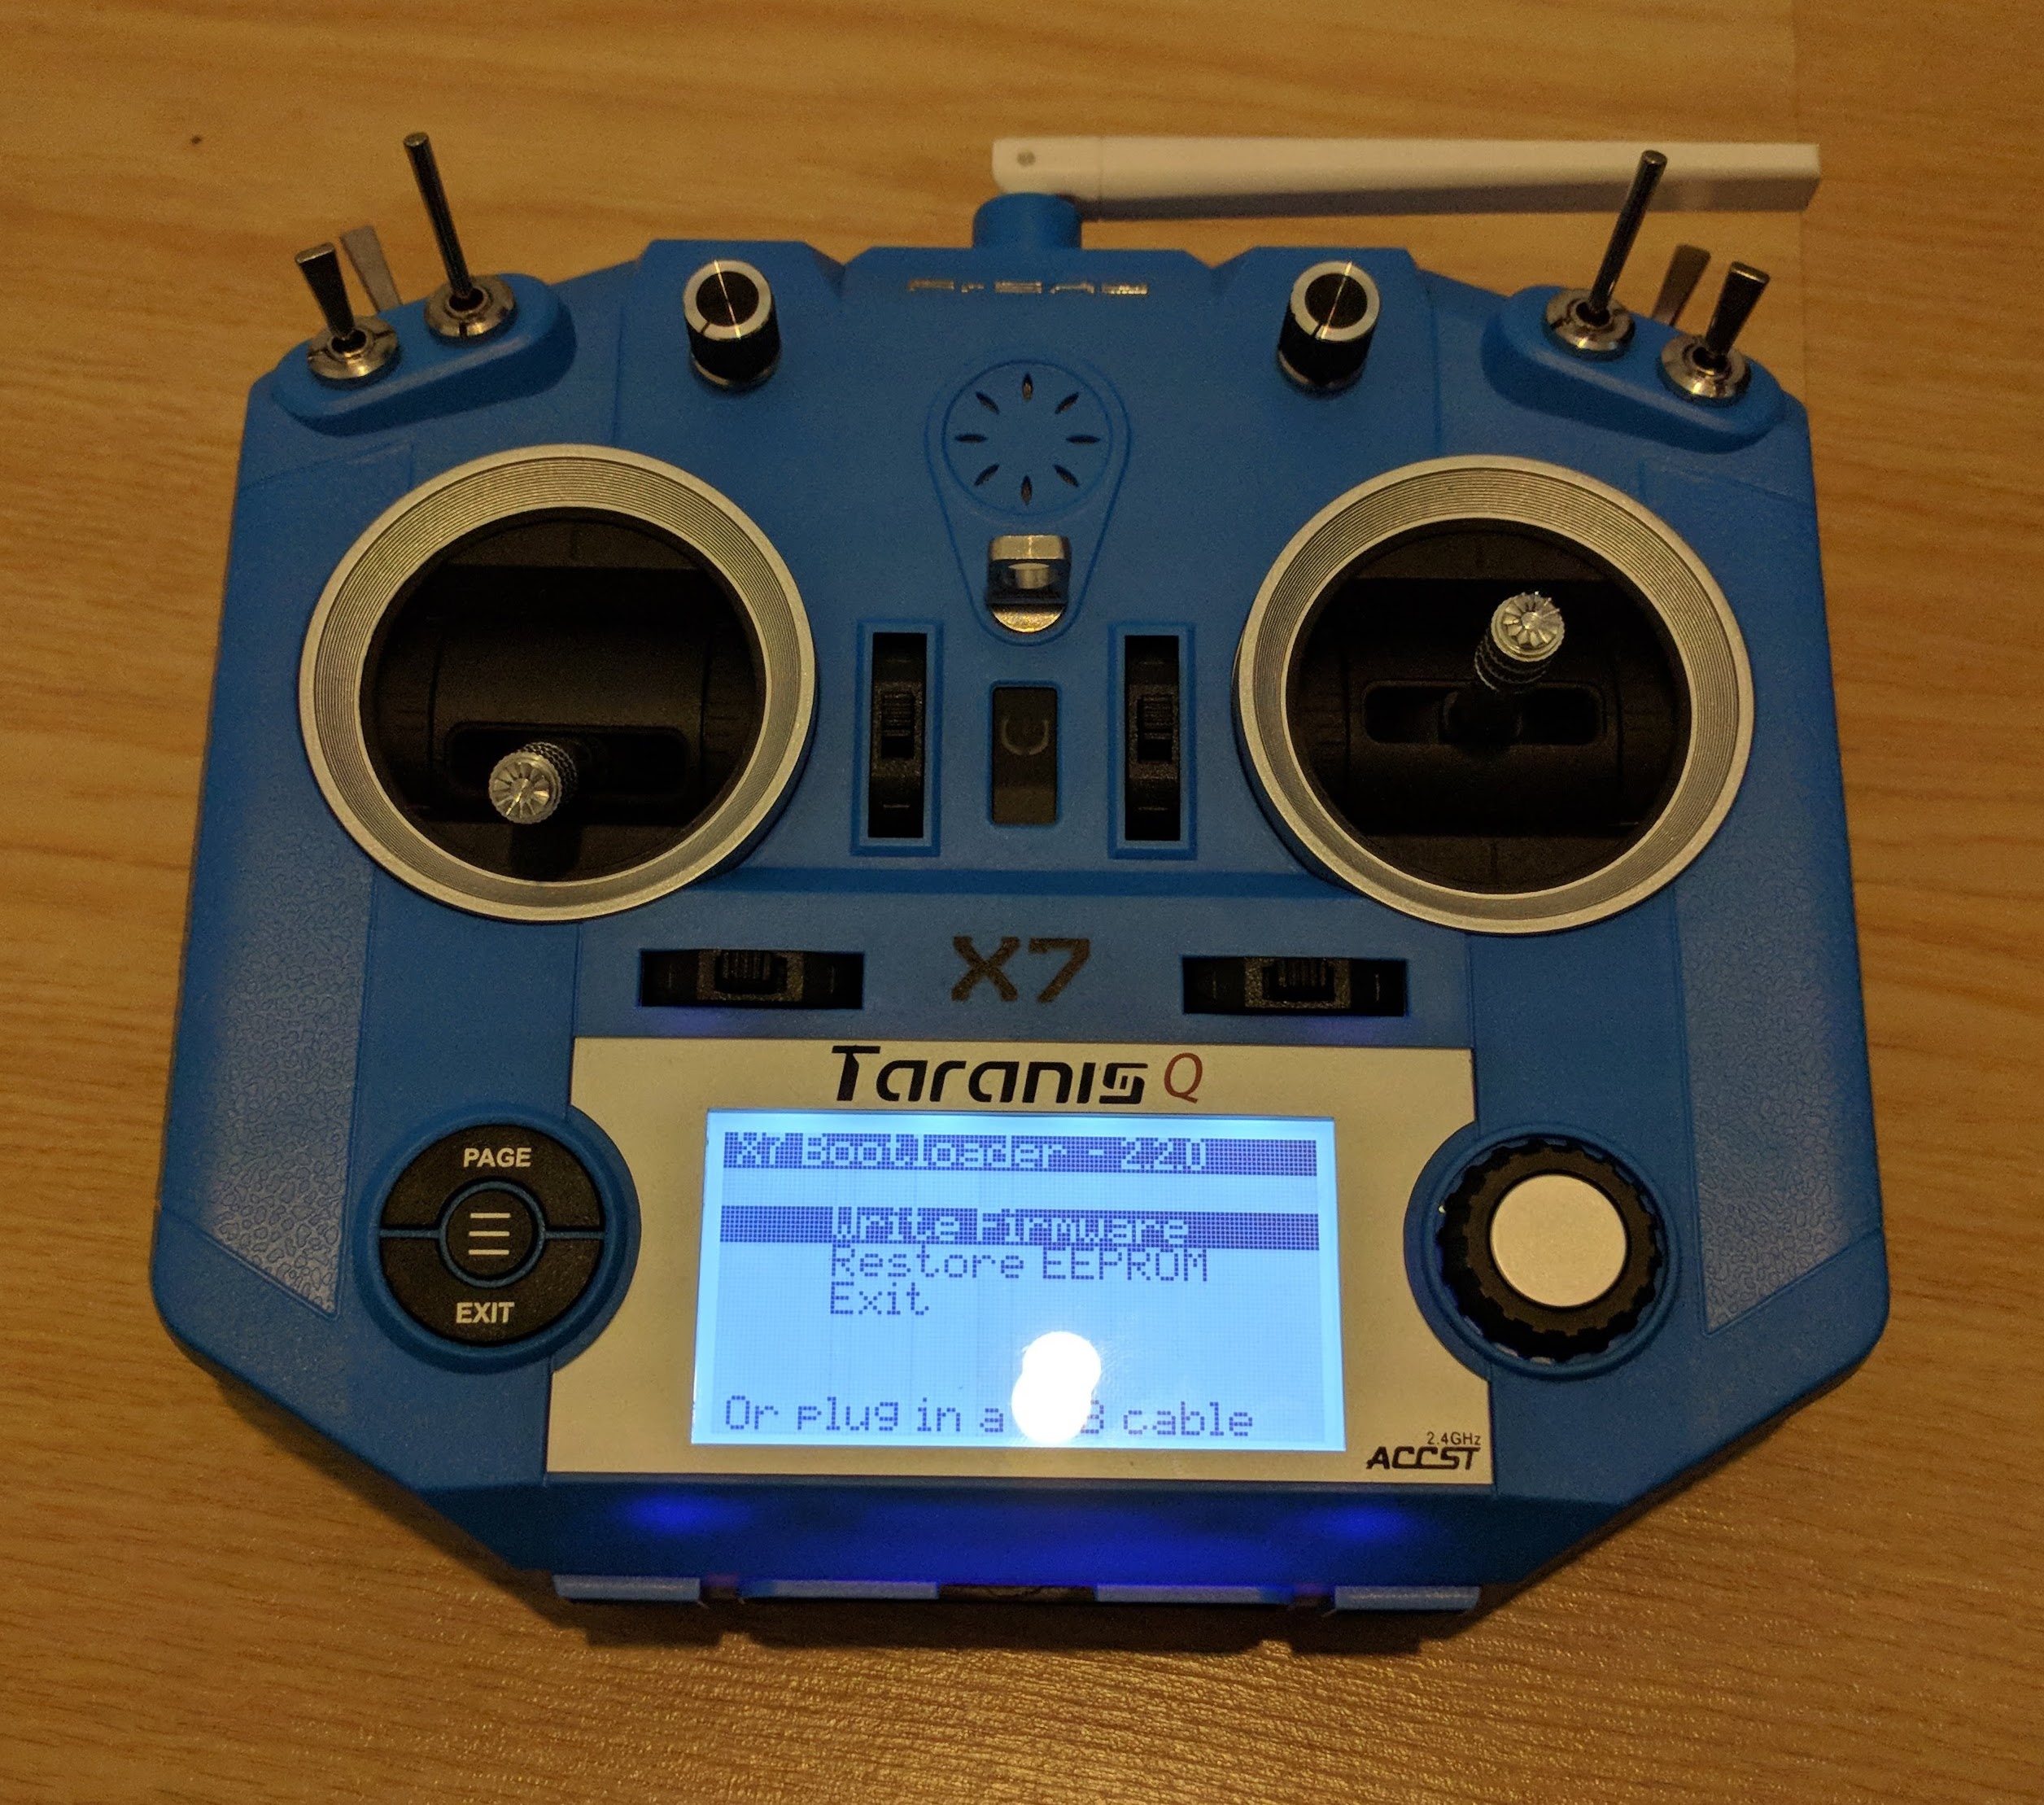 FrSky
X7
Taranis Q
X7 Bootloader - 2.2.0
Write Firmware
Restore EEPROM
Exit
Or plug in a cable
PAGE
EXIT
2.4GHz
ACCST